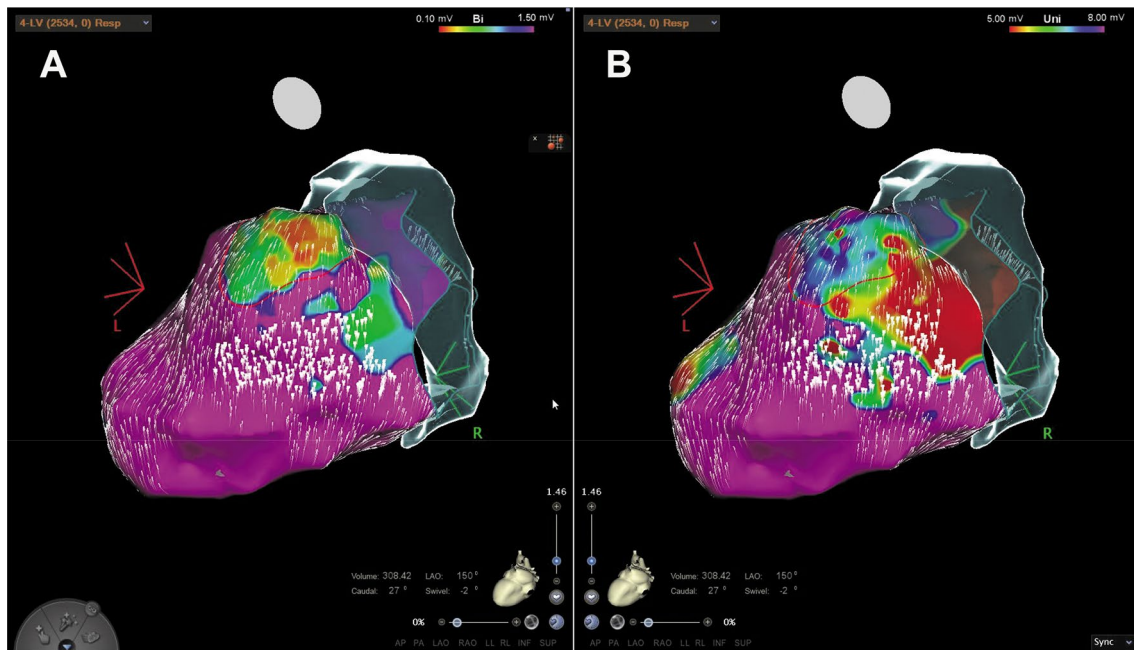 4-LV (2534, 0) Resp
0.10 mV Bi 1.50 mV
A
L
R
1.46
Volume: 308.42 LAO: 150 °
Caudal: 27 ° Swivel: -2 °
0%
AP PA LAO RAO LL RL INF SUP
4-LV (2534, 0) Resp
5.00 mV Uni 8.00 mV
B
L
R
1.46
Volume: 308.42 LAO: 150 °
Caudal: 27 ° Swivel: -2 °
0%
AP PA LAO RAO LL RL INF SUP
Sync